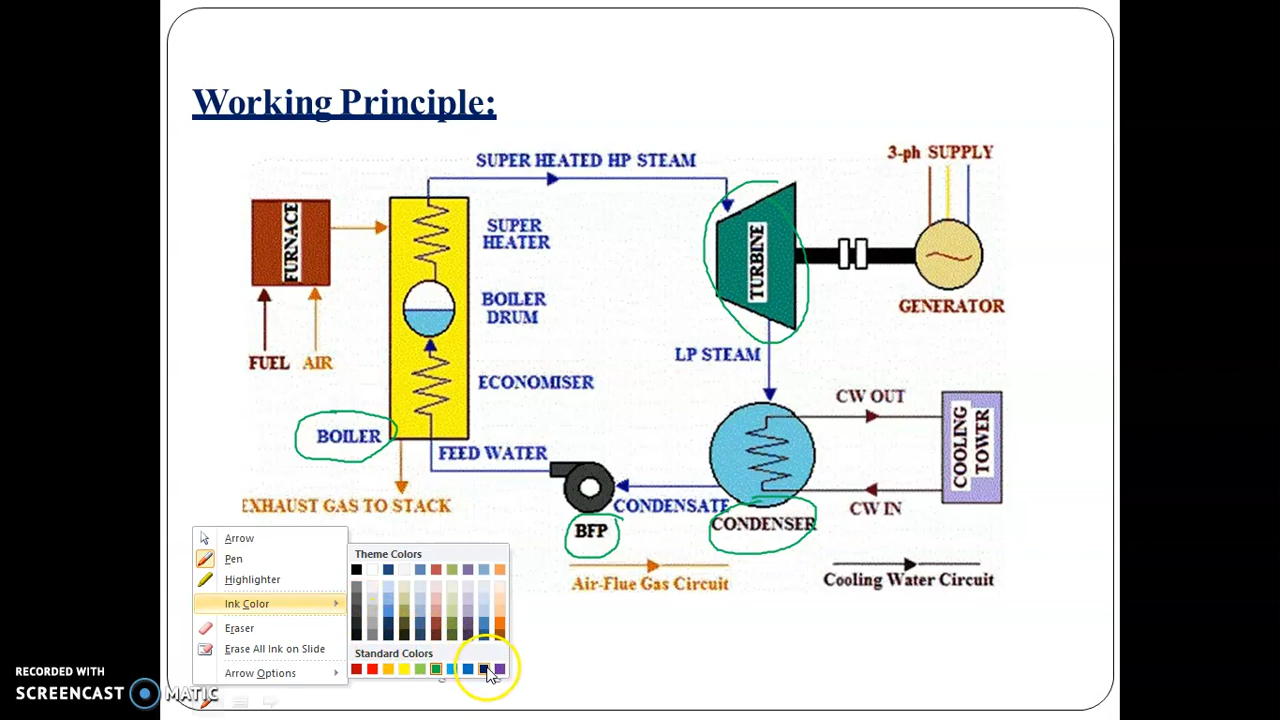 Working Principle:
3-ph SUPPLY
SUPER HEATED HP STEAM
FURNACE
SUPER
HEATER
TURBINE
GENERATOR
BOILER
DRUM
FUEL AIR
LP STEAM
ECONOMISER
CW OUT
COOLING
TOWER
BOILER
FEED WATER
EXHAUST GAS TO STACK
CONDENSATE
CW IN
CONDENSER
BFP
Air-Flue Gas Circuit
Cooling Water Circuit
Arrow
Pen
Highlighter
Ink Color
Eraser
Erase All Ink on Slide
Arrow Options
Theme Colors
Standard Colors
RECORDED WITH
SCREENCAST MATIC